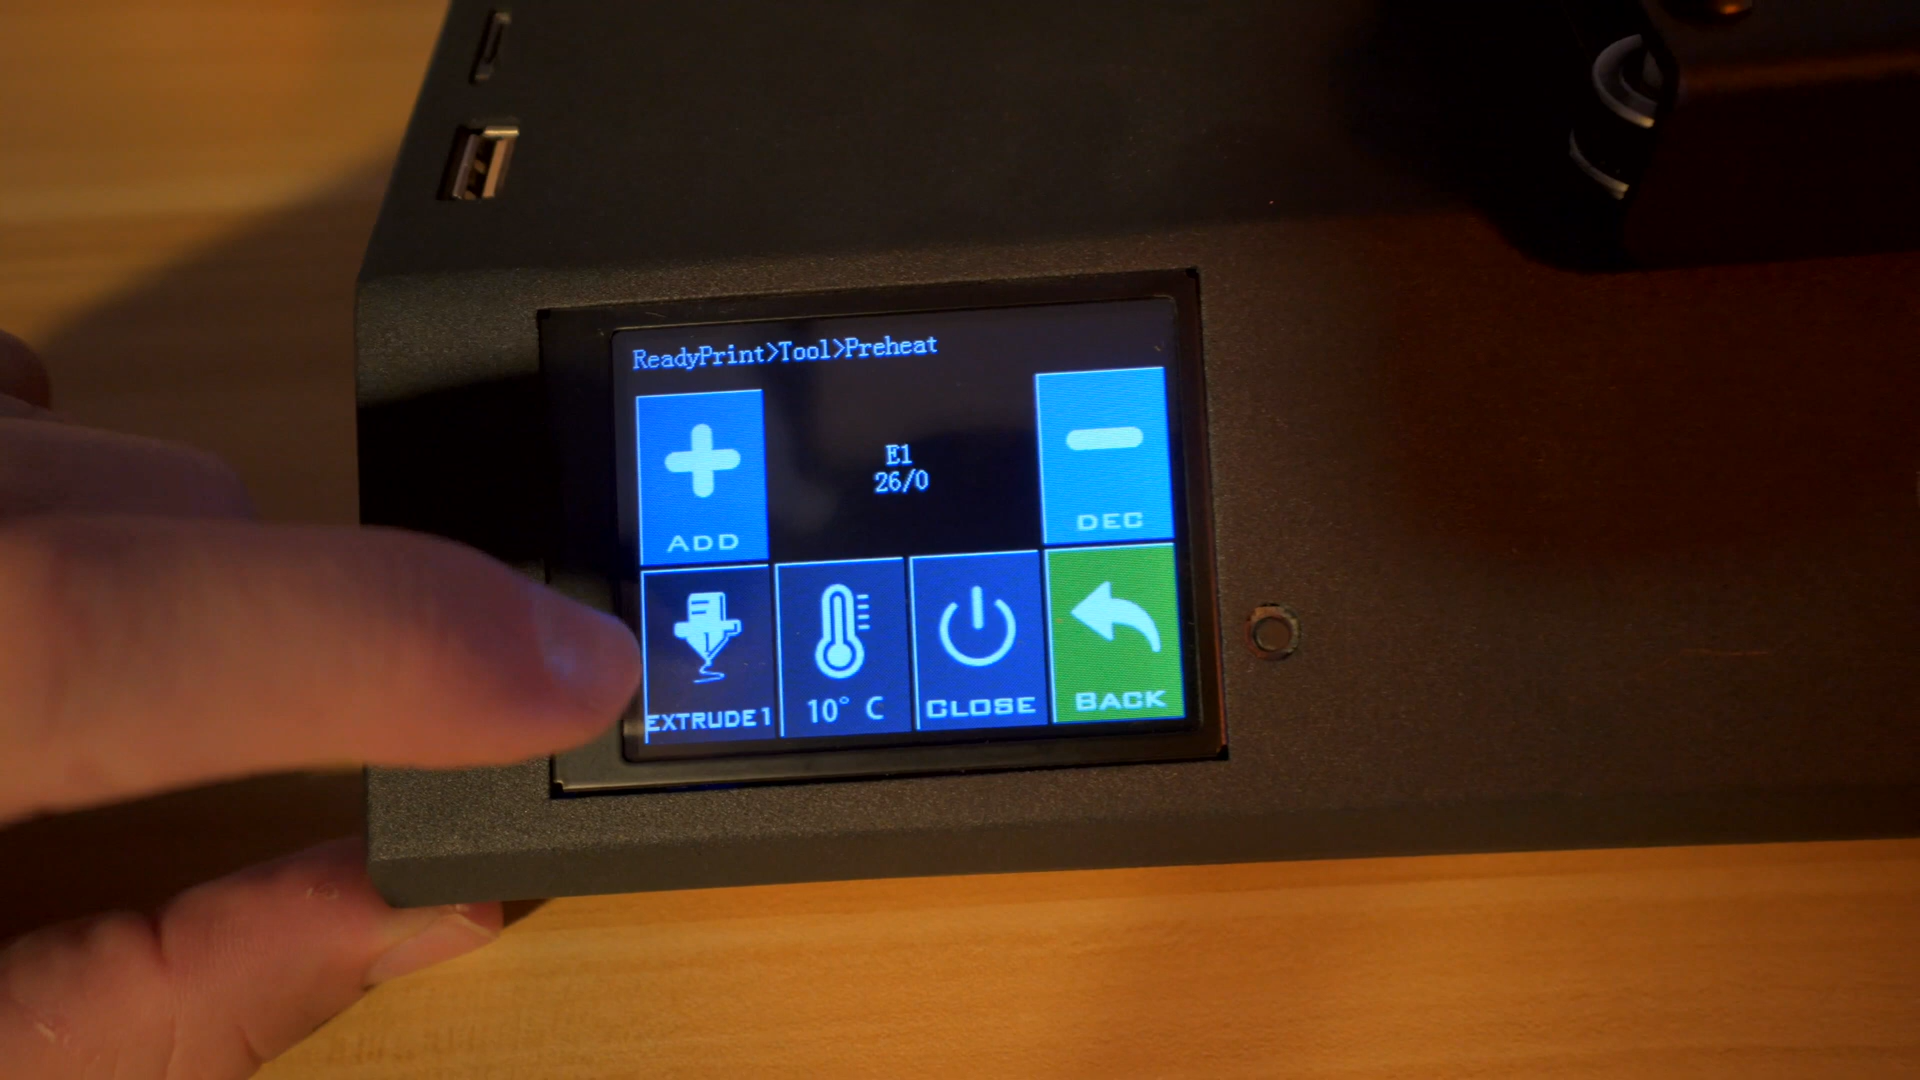 ReadyPrint>Tool>Preheat
E1
26/0
ADD
DEC
EXTRUDE1
10° C
CLOSE
BACK